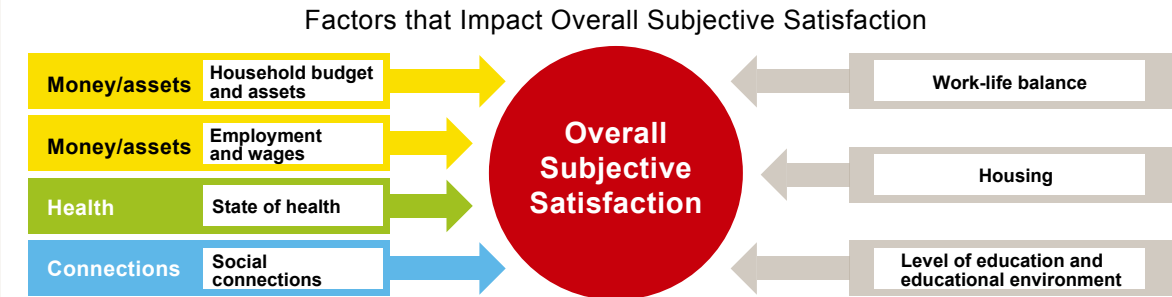 Factors that Impact Overall Subjective Satisfaction
Money/assets
Household budget
and assets
Money/assets
Employment
and wages
Health
State of health
Connections
Social
connections
Overall
Subjective
Satisfaction
Work-life balance
Housing
Level of education and
educational environment